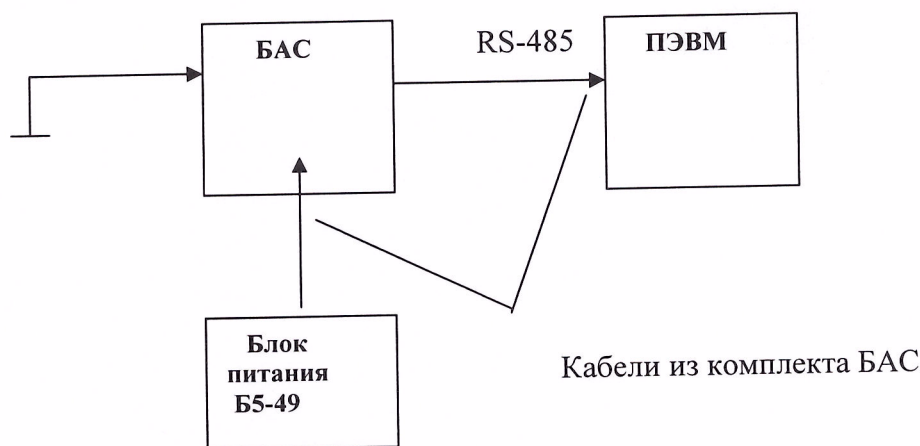 БАС
RS-485
ПЭВМ
Блок
питания
Б5-49
Кабели из комплекта БАС